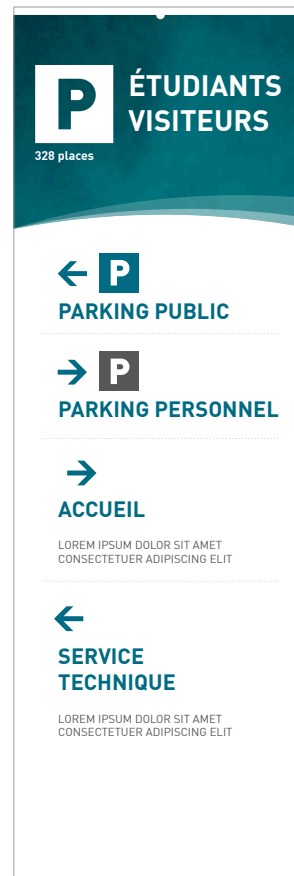 P
ÉTUDIANTS
VISITEURS
328 places
← P
PARKING PUBLIC
→ P
PARKING PERSONNEL
→
ACCUEIL
LOREM IPSUM DOLOR SIT AMET
CONSECTETUER ADIPISCING ELIT
←
SERVICE
TECHNIQUE
LOREM IPSUM DOLOR SIT AMET
CONSECTETUER ADIPISCING ELIT